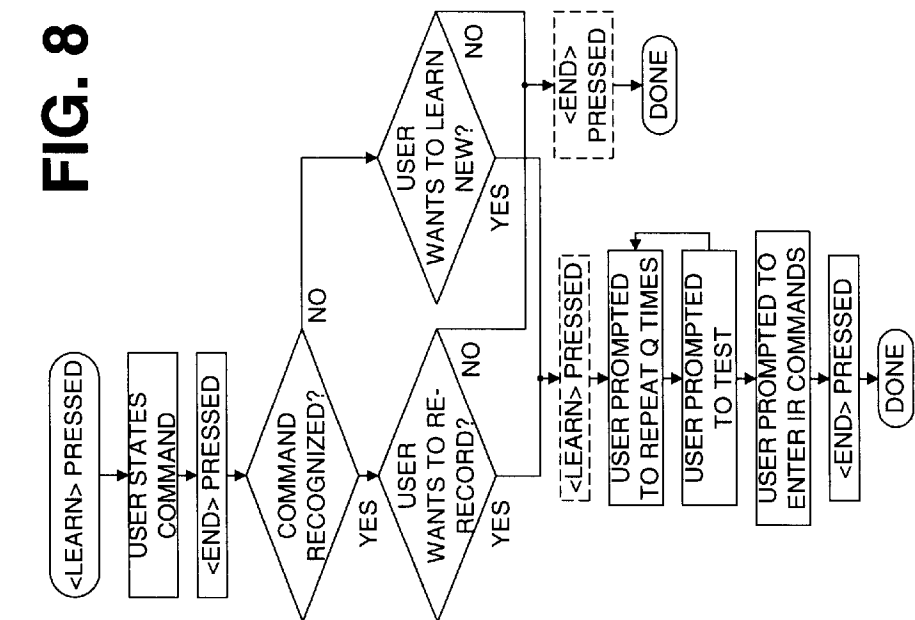 FIG. 8
<LEARN> PRESSED
USER STATES
COMMAND
<END> PRESSED
COMMAND
RECOGNIZED?
NO
YES
USER
WANTS TO RE-
RECORD?
NO
YES
USER
WANTS TO LEARN
NEW?
NO
YES
<LEARN> PRESSED
USER PROMPTED
TO REPEAT Q TIMES
USER PROMPTED
TO TEST
USER PROMPTED TO
ENTER IR COMMANDS
<END> PRESSED
DONE
<END>
PRESSED
DONE